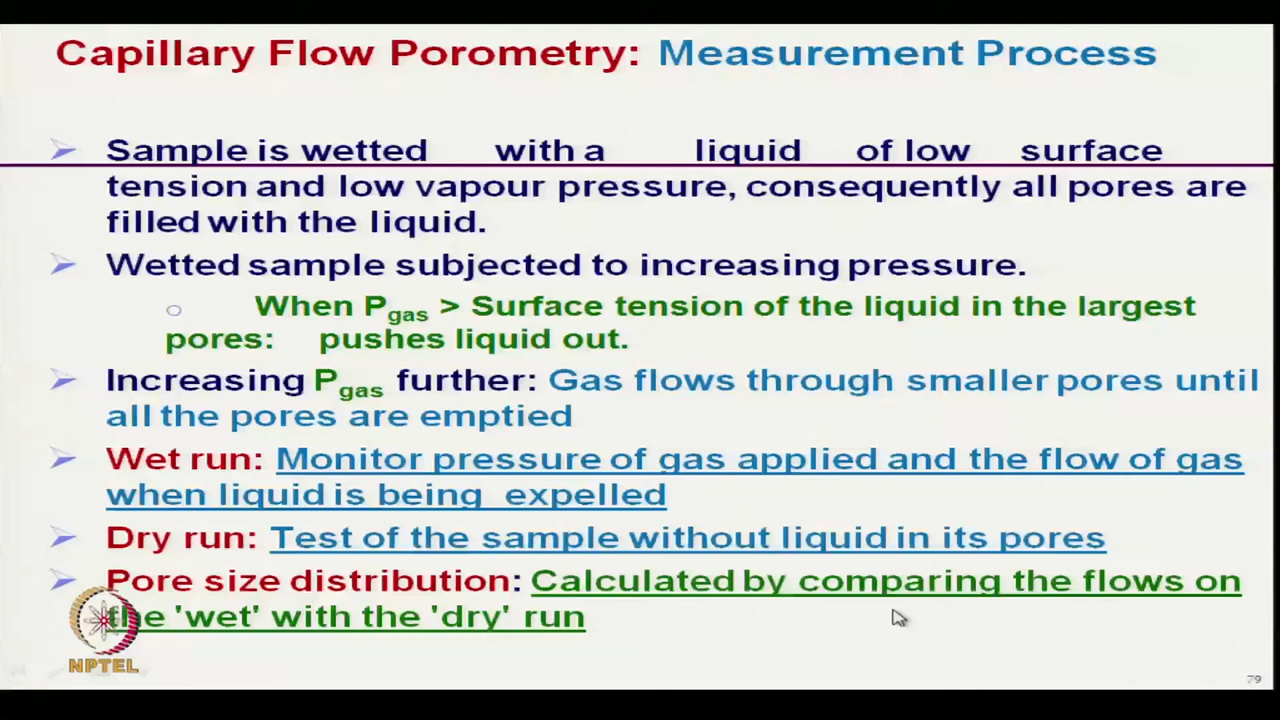 Capillary Flow Porometry: Measurement Process
Sample is wetted with a liquid of low surface
tension and low vapour pressure, consequently all pores are
filled with the liquid.
Wetted sample subjected to increasing pressure.
When Pgas > Surface tension of the liquid in the largest
pores: pushes liquid out.
Increasing Pgas further: Gas flows through smaller pores until
all the pores are emptied
Wet run: Monitor pressure of gas applied and the flow of gas
when liquid is being expelled
Dry run: Test of the sample without liquid in its pores
Pore size distribution: Calculated by comparing the flows on
the 'wet' with the 'dry' run
NPTEL
79